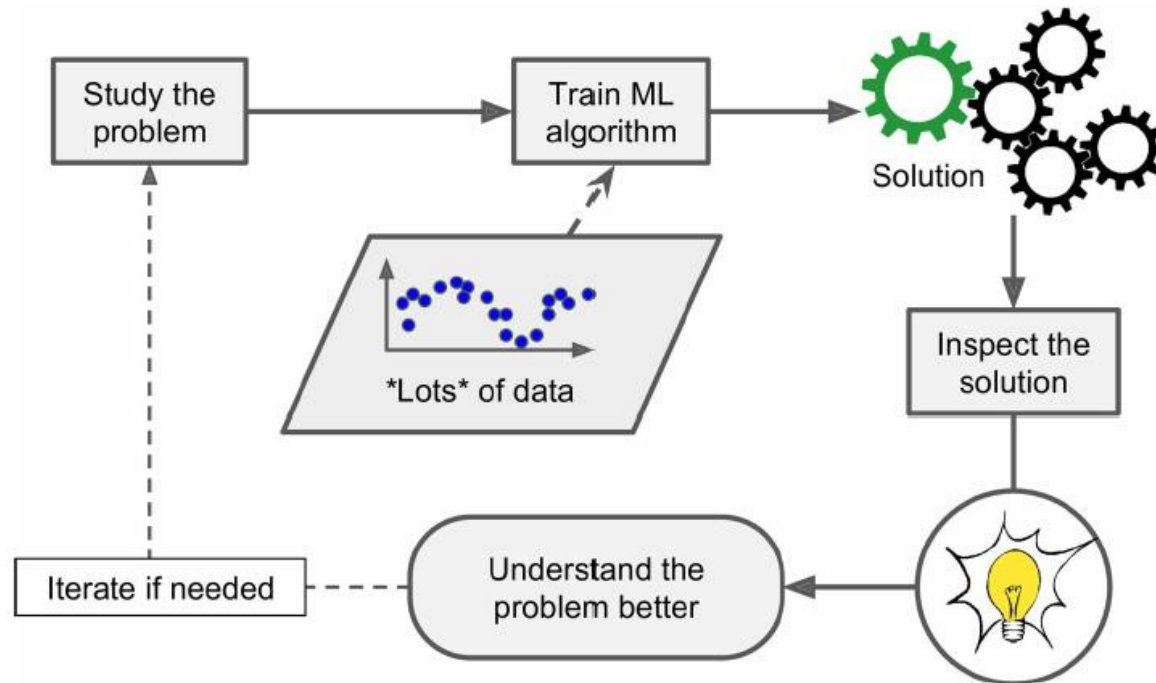 Study the
problem
Train ML
algorithm
Solution
*Lots* of data
Inspect the
solution
Understand the
problem better
Iterate if needed